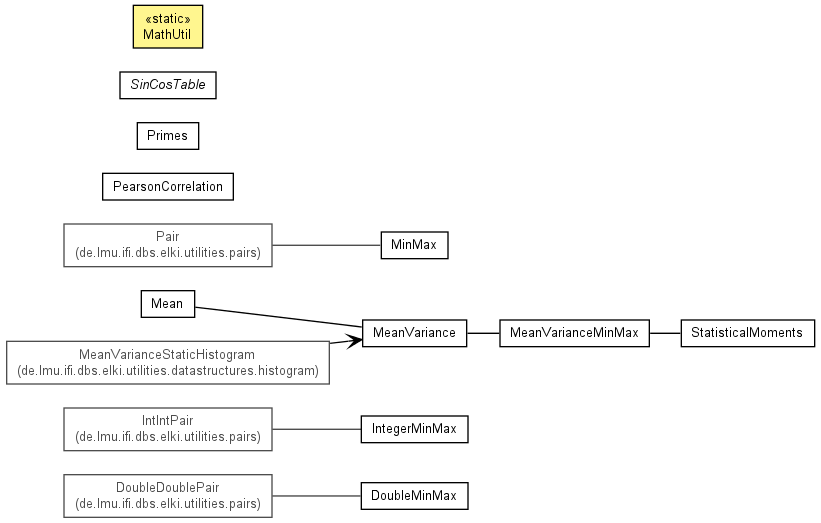 «static»
MathUtil
SinCosTable
Primes
PearsonCorrelation
Pair
(de.lmu.ifi.dbs.elki.utilities.pairs)
MinMax
Mean
MeanVariance
MeanVarianceMinMax
StatisticalMoments
MeanVarianceStaticHistogram
(de.lmu.ifi.dbs.elki.utilities.datastructures.histogram)
IntIntPair
(de.lmu.ifi.dbs.elki.utilities.pairs)
IntegerMinMax
DoubleDoublePair
(de.lmu.ifi.dbs.elki.utilities.pairs)
DoubleMinMax